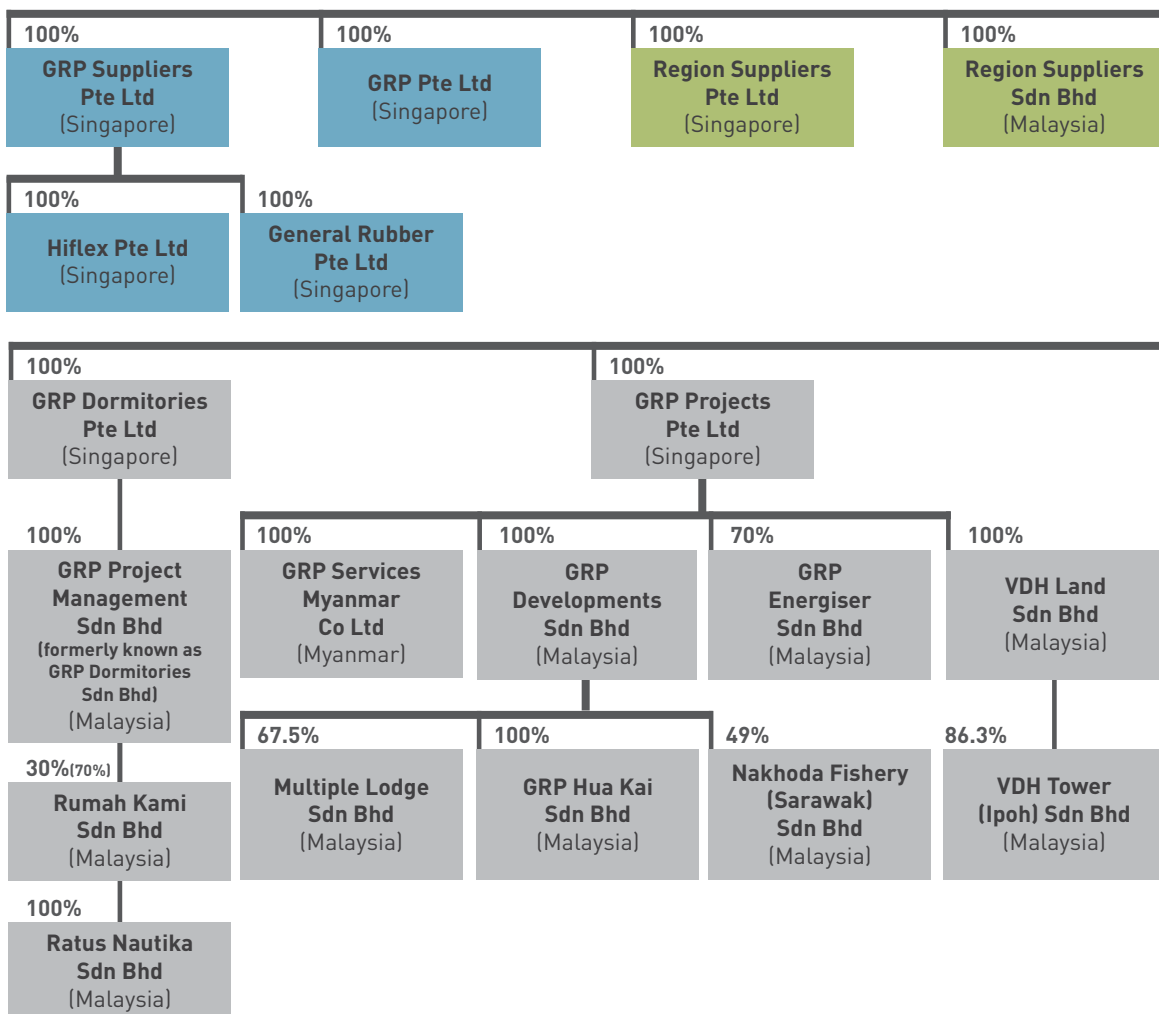 100%
GRP Suppliers
Pte Ltd
(Singapore)
100%
GRP Pte Ltd
(Singapore)
100%
Region Suppliers
Pte Ltd
(Singapore)
100%
Region Suppliers
Sdn Bhd
(Malaysia)
100%
Hiflex Pte Ltd
(Singapore)
100%
General Rubber
Pte Ltd
(Singapore)
100%
GRP Dormitories
Pte Ltd
(Singapore)
100%
GRP Projects
Pte Ltd
(Singapore)
100%
GRP Project
Management
Sdn Bhd
(formerly known as
GRP Dormitories
Sdn Bhd)
(Malaysia)
100%
GRP Services
Myanmar
Co Ltd
(Myanmar)
100%
GRP
Developments
Sdn Bhd
(Malaysia)
70%
GRP
Energiser
Sdn Bhd
(Malaysia)
100%
VDH Land
Sdn Bhd
(Malaysia)
30%(70%)
Rumah Kami
Sdn Bhd
(Malaysia)
67.5%
Multiple Lodge
Sdn Bhd
(Malaysia)
100%
GRP Hua Kai
Sdn Bhd
(Malaysia)
49%
Nakhoda Fishery
(Sarawak)
Sdn Bhd
(Malaysia)
86.3%
VDH Tower
(Ipoh) Sdn Bhd
(Malaysia)
100%
Ratus Nautika
Sdn Bhd
(Malaysia)